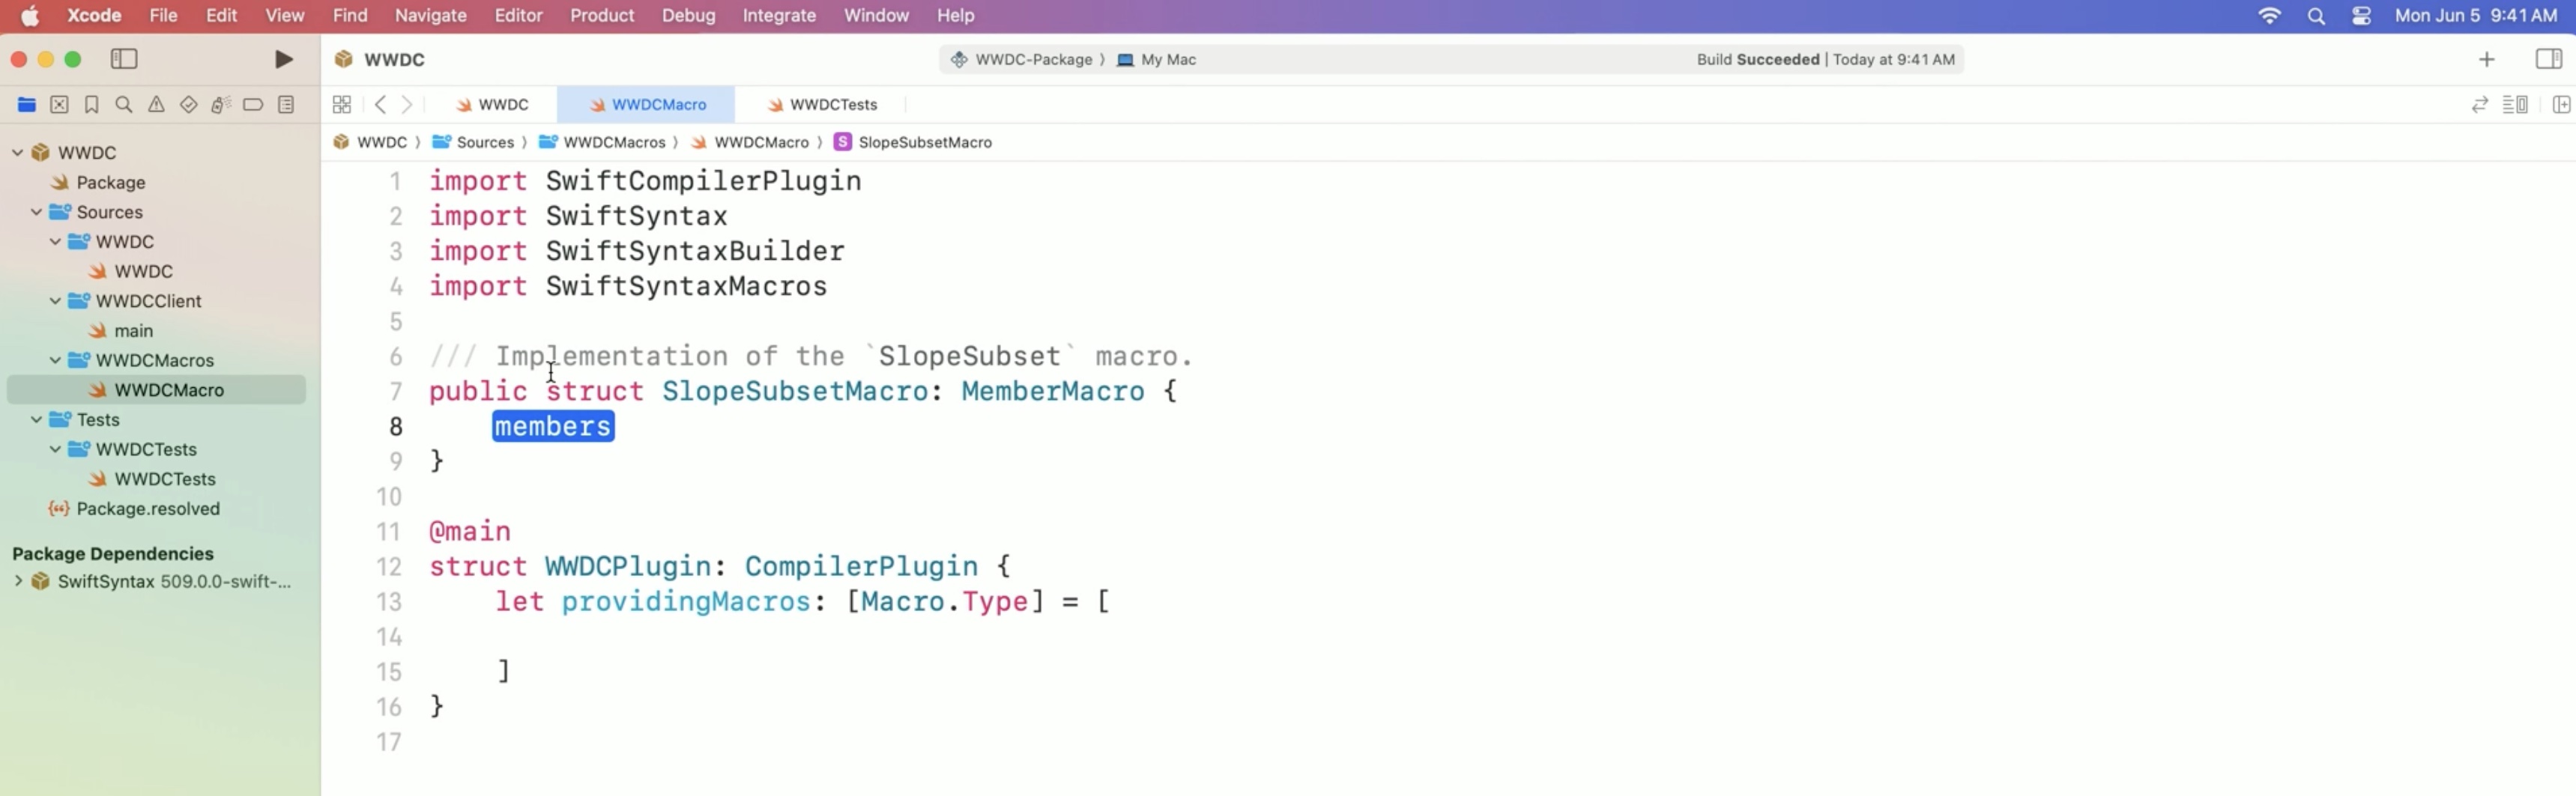 Xcode File Edit View Find Navigate Editor Product Debug Integrate Window Help Mon Jun 5 9:41 AM
WWDC WWDC-Package 〉 My Mac Build Succeeded | Today at 9:41 AM
WWDC WWDCMacro WWDCTests
WWDC 〉 Sources 〉 WWDCMacros 〉 WWDCMacro 〉 S SlopeSubsetMacro
WWDC
Package
Sources
WWDC
WWDC
WWDCClient
main
WWDCMacros
WWDCMacro
Tests
WWDCTests
WWDCTests
Package.resolved
Package Dependencies
SwiftSyntax 509.0.0-swift-...
1 import SwiftCompilerPlugin
2 import SwiftSyntax
3 import SwiftSyntaxBuilder
4 import SwiftSyntaxMacros
5
6 /// Implementation of the `SlopeSubset` macro.
7 public struct SlopeSubsetMacro: MemberMacro {
8 members
9 }
10
11 @main
12 struct WWDCPlugin: CompilerPlugin {
13 let providingMacros: [Macro.Type] = [
14
15 ]
16 }
17